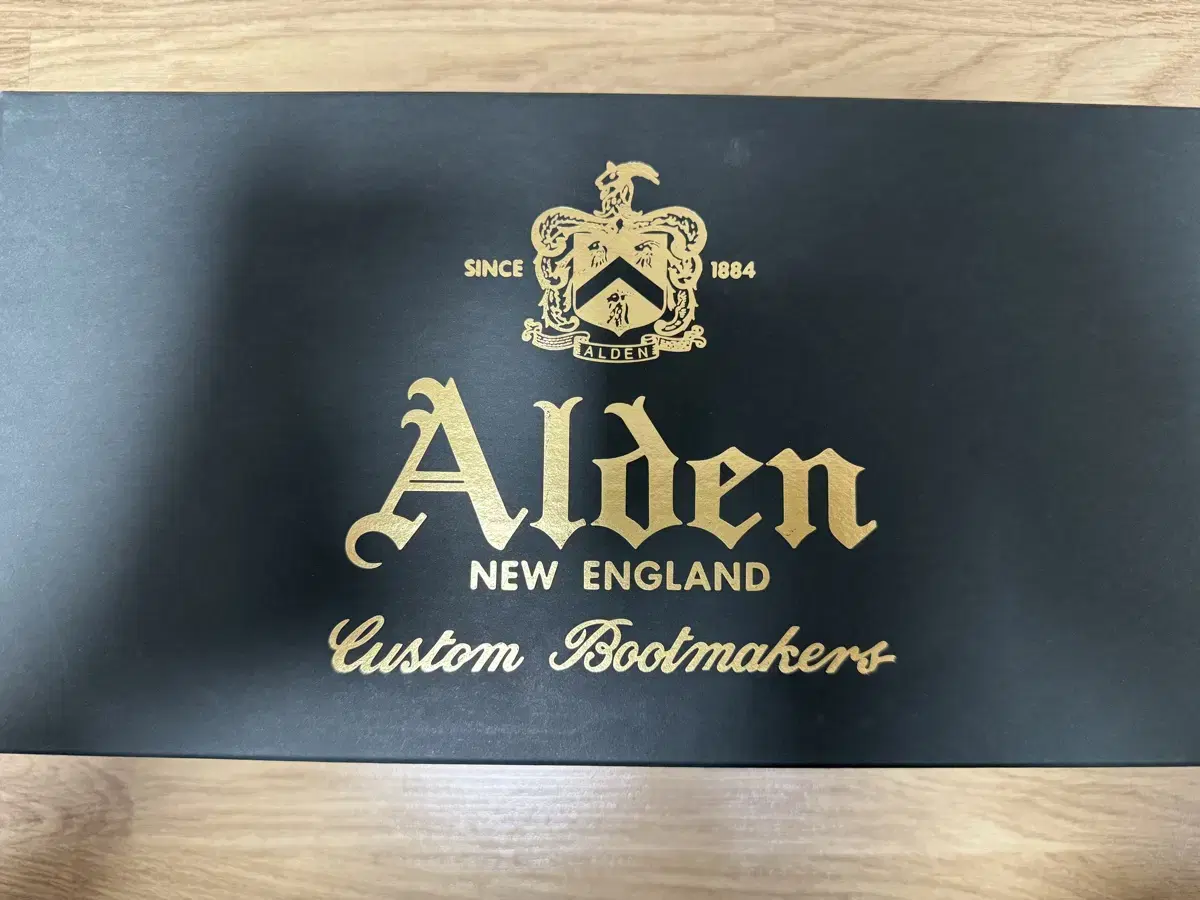 SINCE 1884
ALDEN
Alden
NEW ENGLAND
Custom Bootmakers